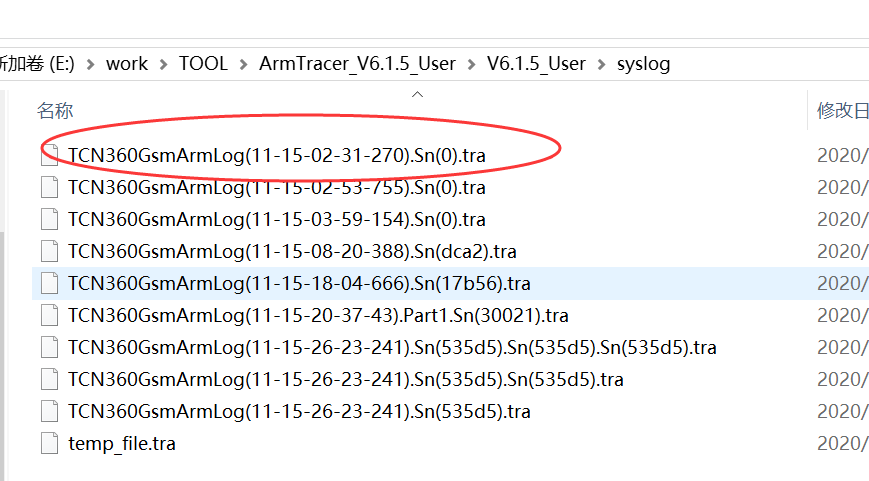 新加卷 (E:) > work > TOOL > ArmTracer_V6.1.5_User > V6.1.5_User > syslog
名称 修改日
TCN360GsmArmLog(11-15-02-31-270).Sn(0).tra 2020/
TCN360GsmArmLog(11-15-02-53-755).Sn(0).tra 2020/
TCN360GsmArmLog(11-15-03-59-154).Sn(0).tra 2020/
TCN360GsmArmLog(11-15-08-20-388).Sn(dca2).tra 2020/
TCN360GsmArmLog(11-15-18-04-666).Sn(17b56).tra 2020/
TCN360GsmArmLog(11-15-20-37-43).Part1.Sn(30021).tra 2020/
TCN360GsmArmLog(11-15-26-23-241).Sn(535d5).Sn(535d5).Sn(535d5).tra 2020/
TCN360GsmArmLog(11-15-26-23-241).Sn(535d5).Sn(535d5).tra 2020/
TCN360GsmArmLog(11-15-26-23-241).Sn(535d5).tra 2020/
temp_file.tra 2020/